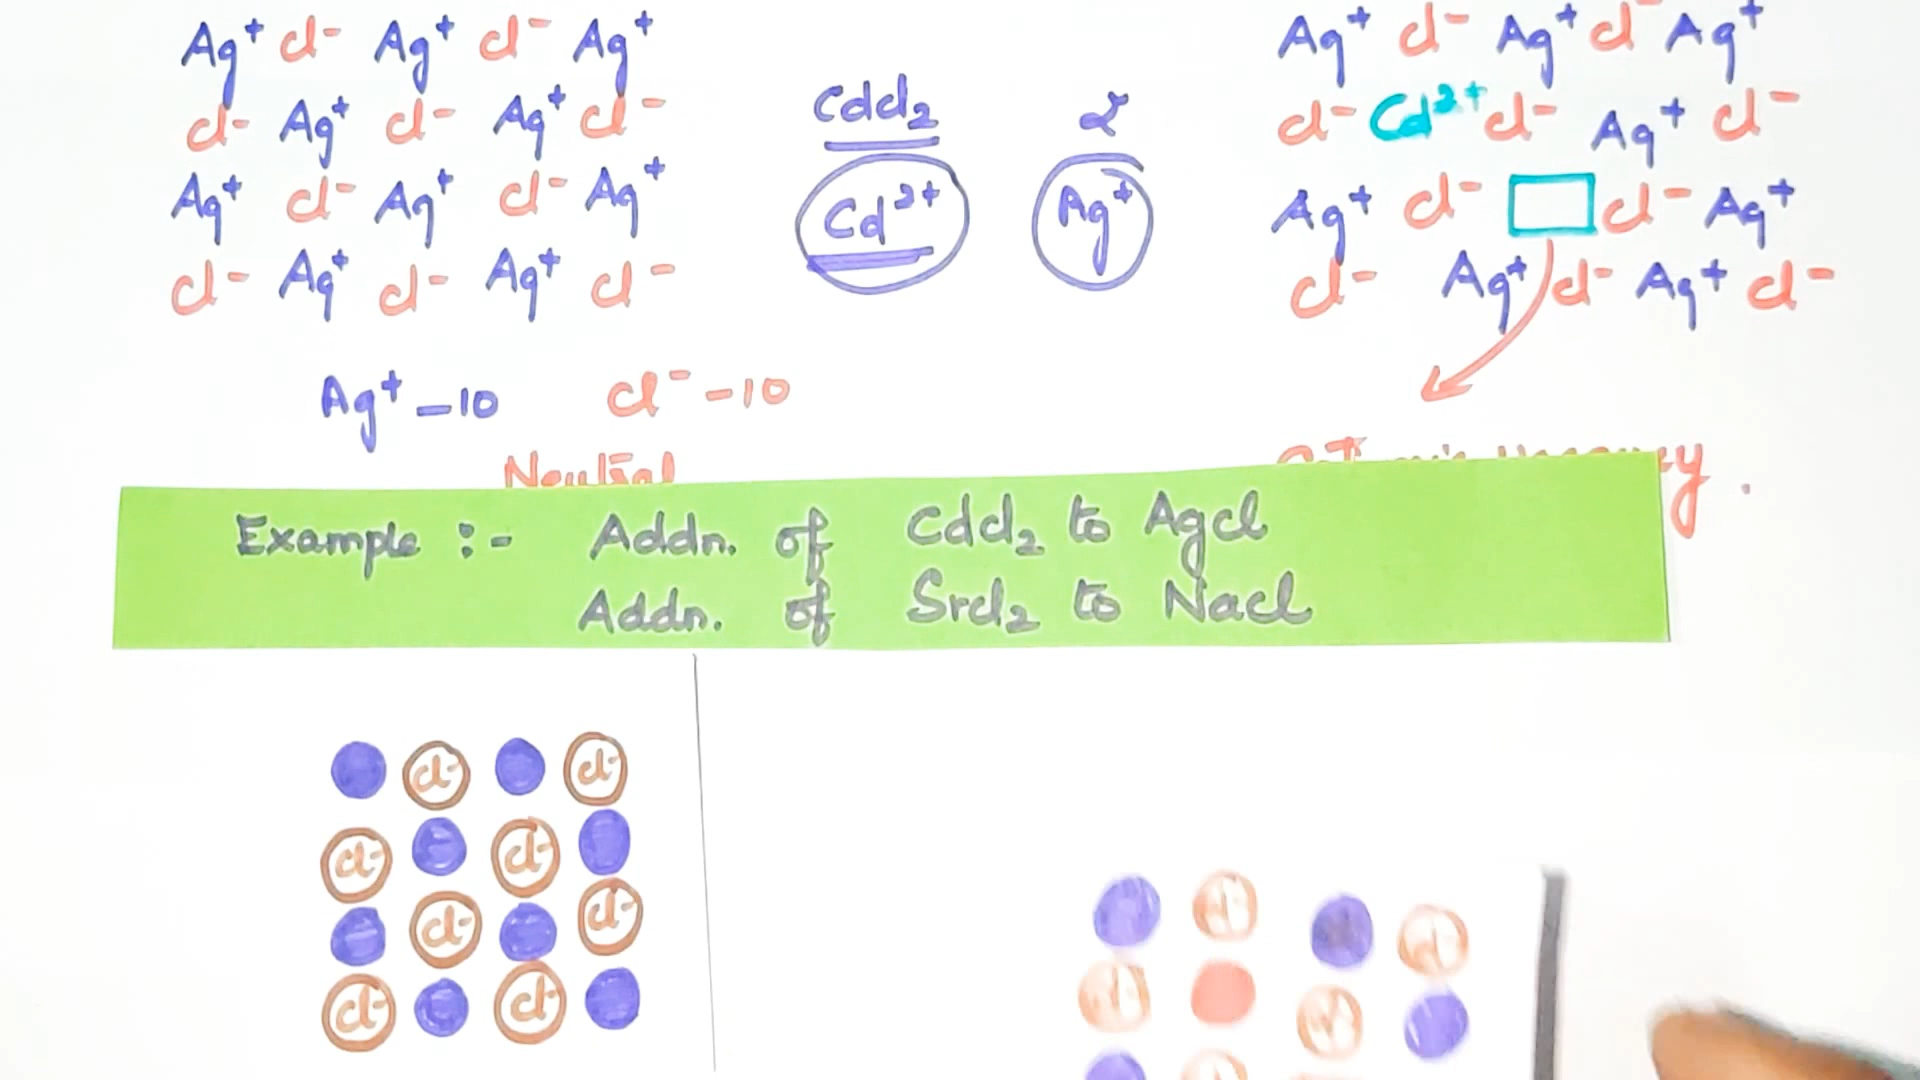 Ag⁺ Cl⁻ Ag⁺ Cl⁻ Ag⁺
Cl⁻ Ag⁺ Cl⁻ Ag⁺ Cl⁻
Ag⁺ Cl⁻ Ag⁺ Cl⁻ Ag⁺
Cl⁻ Ag⁺ Cl⁻ Ag⁺ Cl⁻
Ag⁺ – 10 Cl⁻ – 10
Neutral
CdCl₂ 2
Cd²⁺ Ag⁺
Ag⁺ Cl⁻ Ag⁺ Cl⁻ Ag⁺
Cl⁻ Cd²⁺ Cl⁻ Ag⁺ Cl⁻
Ag⁺ Cl⁻ Cl⁻ Ag⁺
Cl⁻ Ag⁺ Cl⁻ Ag⁺ Cl⁻
Example :- Addn. of CdCl₂ to AgCl
Addn. of SrCl₂ to NaCl
Cl⁻ Cl⁻
Cl⁻ Cl⁻
Cl⁻ Cl⁻
Cl⁻ Cl⁻